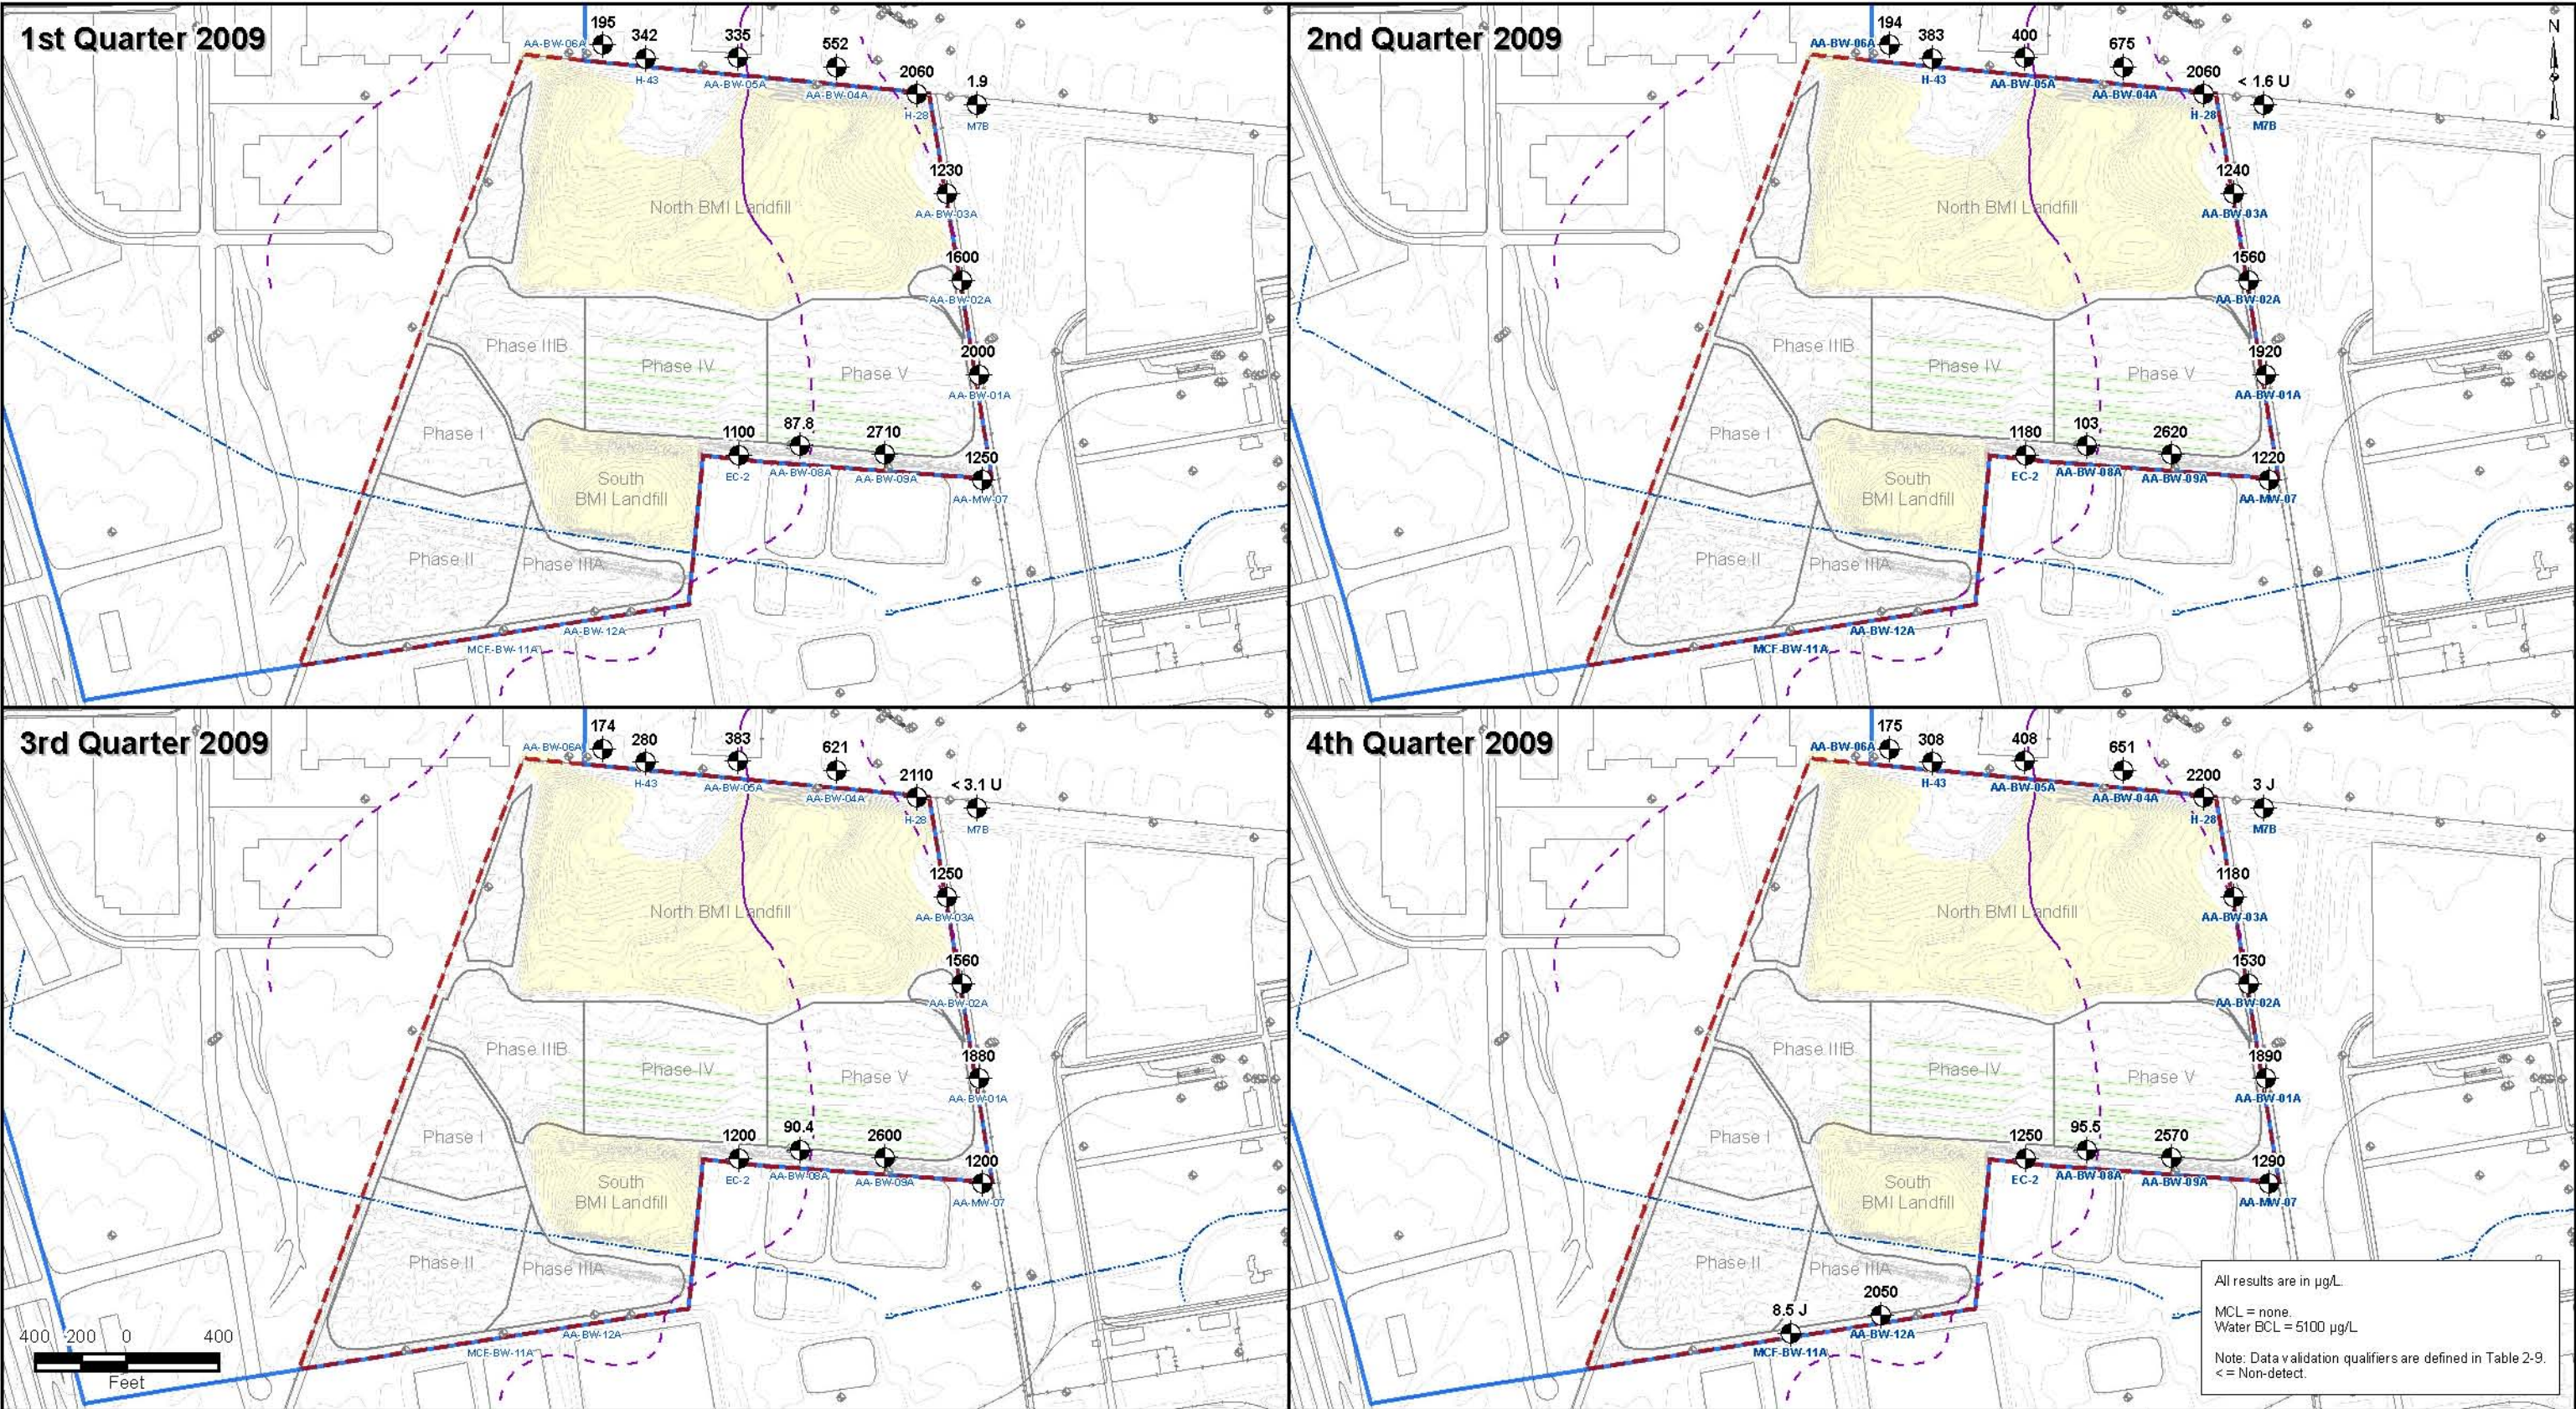 1st Quarter 2009
195
342
335
552
2060
1.9
AA-BW-06A
H-43
AA-BW-05A
AA-BW-04A
H-28
M7B
1230
AA-BW-03A
North BMI Landfill
1600
AA-BW-02A
Phase IIIB
Phase IV
Phase V
2000
AA-BW-01A
Phase I
1100
87.8
2710
1250
EC-2
AA-BW-08A
AA-BW-09A
AA-MW-07
South
BMI Landfill
Phase II
Phase IIIA
AA-BW-12A
MCF-BW-11A
2nd Quarter 2009
194
383
400
675
2060
< 1.6 U
N
AA-BW-06A
H-43
AA-BW-05A
AA-BW-04A
H-28
M7B
1240
AA-BW-03A
North BMI Landfill
1560
AA-BW-02A
Phase IIIB
Phase IV
Phase V
1920
AA-BW-01A
Phase I
1180
103
2620
1220
EC-2
AA-BW-08A
AA-BW-09A
AA-MW-07
South
BMI Landfill
Phase II
Phase IIIA
AA-BW-12A
MCF-BW-11A
3rd Quarter 2009
174
280
383
621
2110
< 3.1 U
AA-BW-06A
H-43
AA-BW-05A
AA-BW-04A
H-28
M7B
1250
AA-BW-03A
North BMI Landfill
1560
AA-BW-02A
Phase IIIB
Phase IV
Phase V
1880
AA-BW-01A
Phase I
1200
90.4
2600
1200
EC-2
AA-BW-08A
AA-BW-09A
AA-MW-07
South
BMI Landfill
Phase II
Phase IIIA
AA-BW-12A
MCF-BW-11A
400 200 0 400
Feet
4th Quarter 2009
175
308
408
651
2200
3 J
AA-BW-06A
H-43
AA-BW-05A
AA-BW-04A
H-28
M7B
1180
AA-BW-03A
North BMI Landfill
1530
AA-BW-02A
Phase IIIB
Phase IV
Phase V
1890
AA-BW-01A
Phase I
1250
95.5
2570
1290
EC-2
AA-BW-08A
AA-BW-09A
AA-MW-07
South
BMI Landfill
Phase II
Phase IIIA
8.5 J
2050
AA-BW-12A
MCF-BW-11A
All results are in µg/L.
MCL = none.
Water BCL = 5100 µg/L
Note: Data validation qualifiers are defined in Table 2-9.
< = Non-detect.